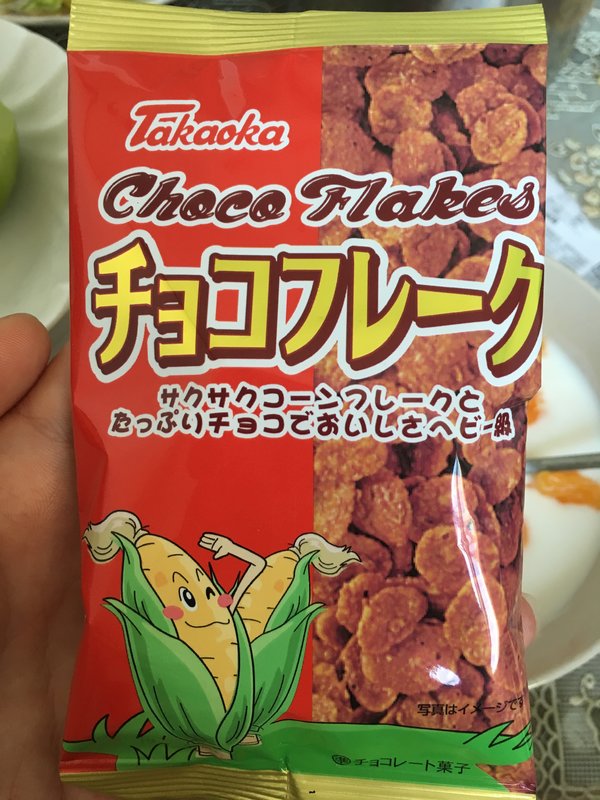 Takaoka
Choco Flakes
チョコフレーク
サクサクコーンフレークと
たっぷりチョコでおいしさヘビー級
写真はイメージです
チョコレート菓子